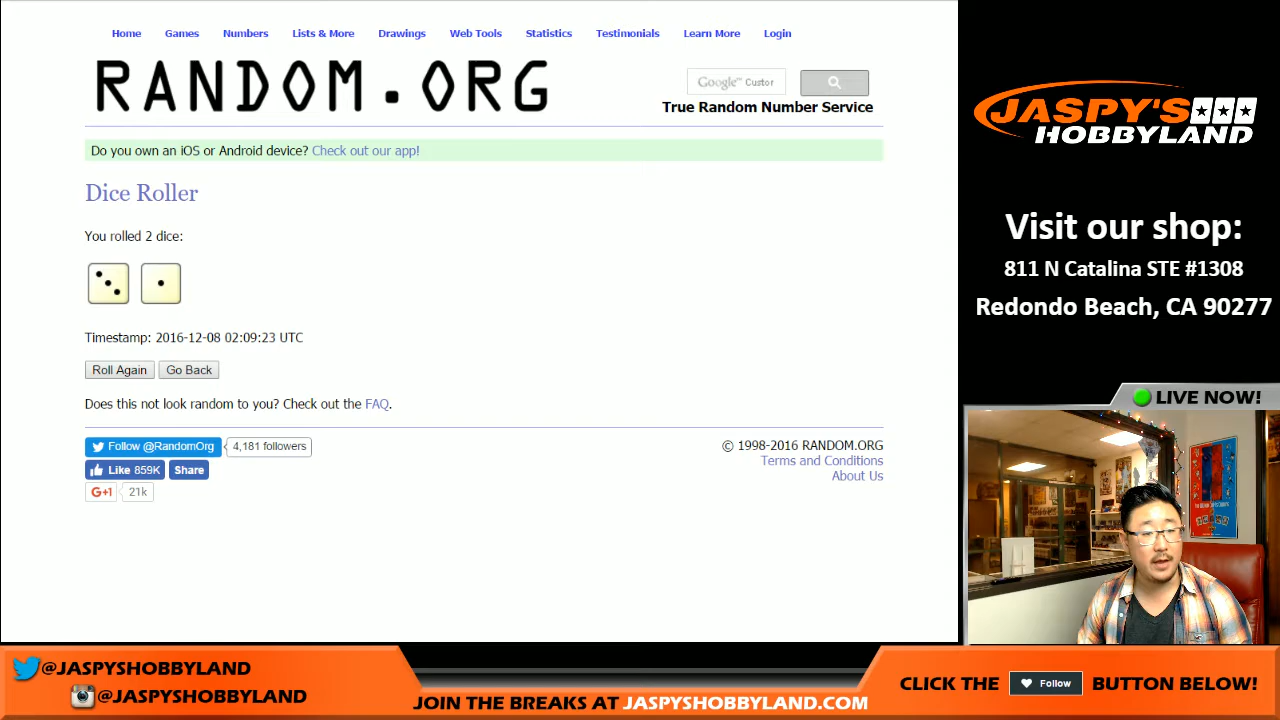 Home Games Numbers Lists & More Drawings Web Tools Statistics Testimonials Learn More Login
RANDOM.ORG
Google™ Custor
True Random Number Service
Do you own an iOS or Android device? Check out our app!
Dice Roller
You rolled 2 dice:
Timestamp: 2016-12-08 02:09:23 UTC
Roll Again Go Back
Does this not look random to you? Check out the FAQ.
Follow @RandomOrg 4,181 followers
Like 859K Share
G+1 21k
© 1998-2016 RANDOM.ORG
Terms and Conditions
About Us
JASPY'S
HOBBYLAND
Visit our shop:
811 N Catalina STE #1308
Redondo Beach, CA 90277
LIVE NOW!
@JASPYSHOBBYLAND
@JASPYSHOBBYLAND
JOIN THE BREAKS AT JASPYSHOBBYLAND.COM
CLICK THE Follow BUTTON BELOW!